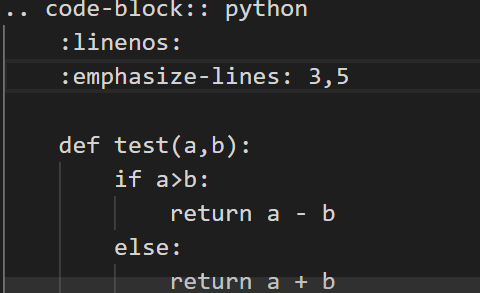 .. code-block:: python
    :linenos:
    :emphasize-lines: 3,5

    def test(a,b):
        if a>b:
            return a - b
        else:
            return a + b